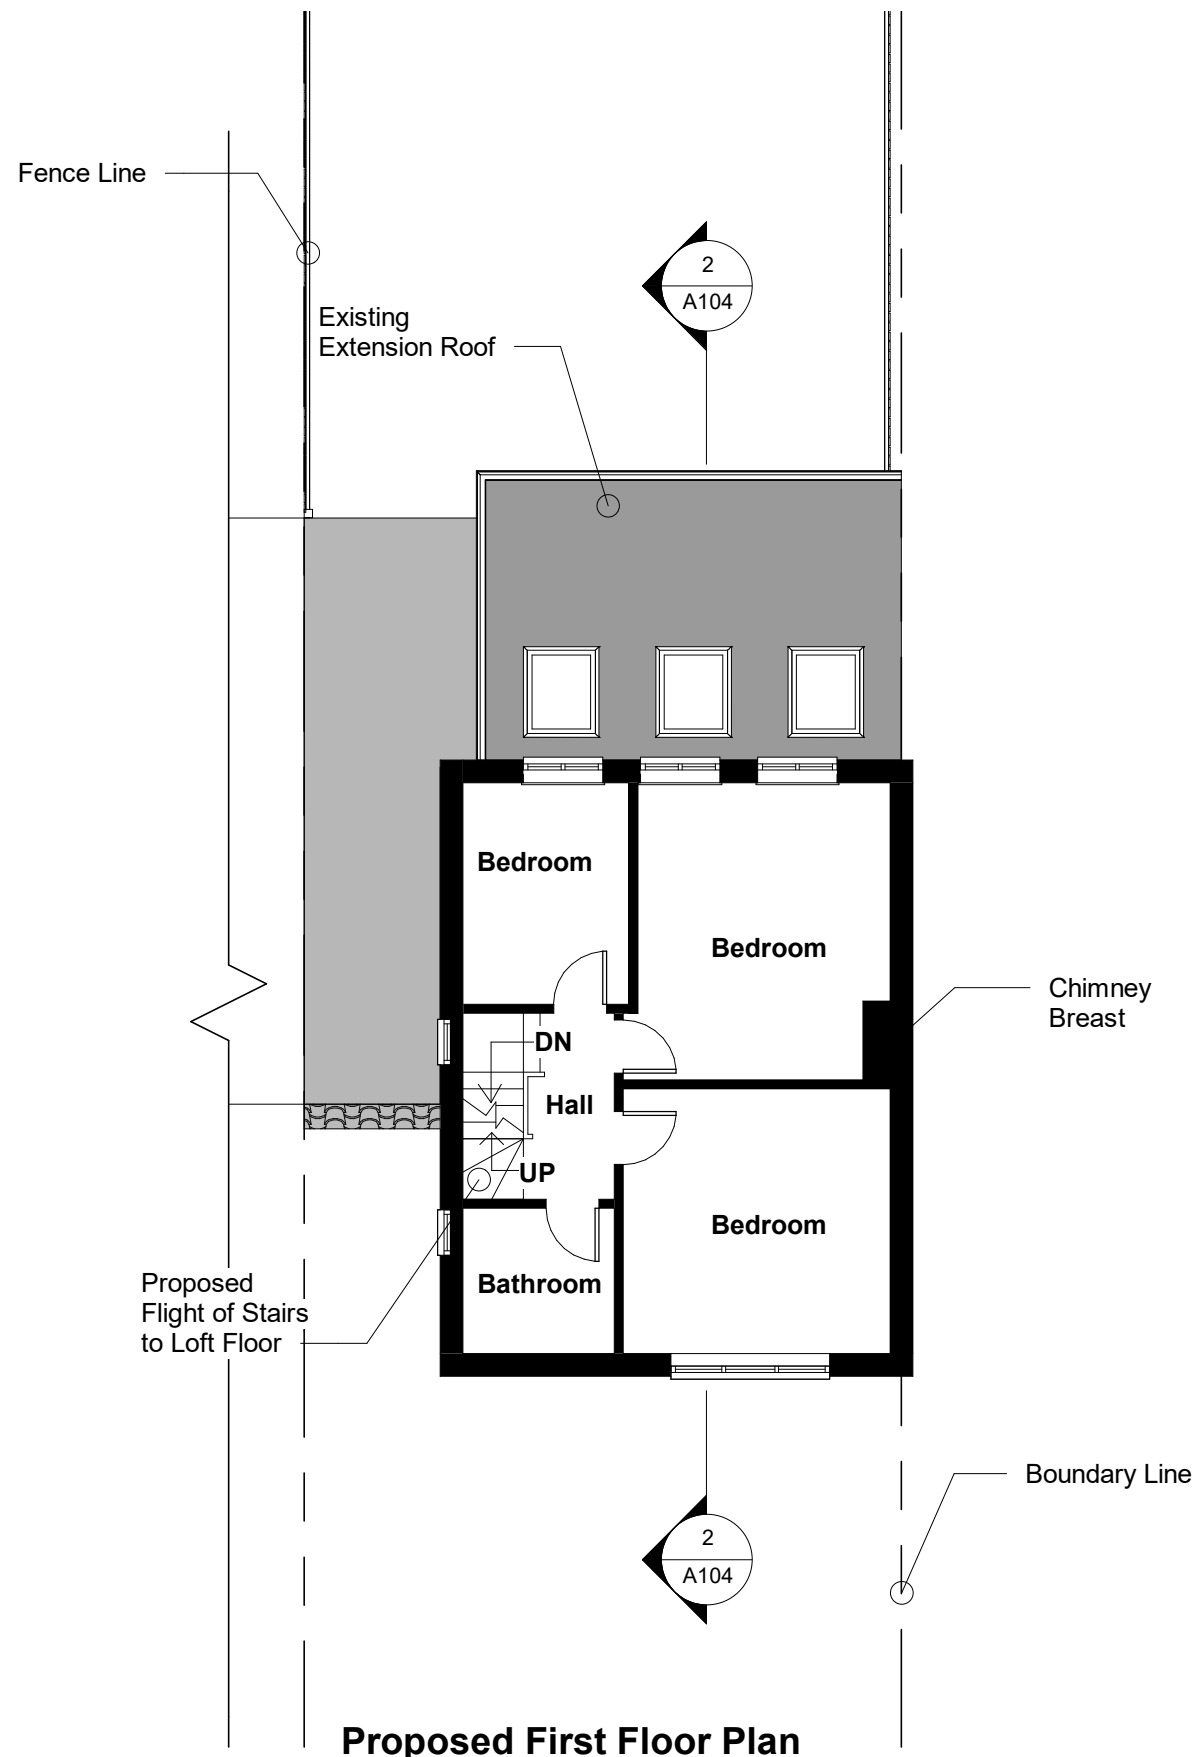 Fence Line
2
A104
Existing
Extension Roof
Bedroom
Bedroom
Chimney
Breast
DN
Hall
UP
Bedroom
Proposed
Flight of Stairs
to Loft Floor
Bathroom
Boundary Line
2
A104
Proposed First Floor Plan